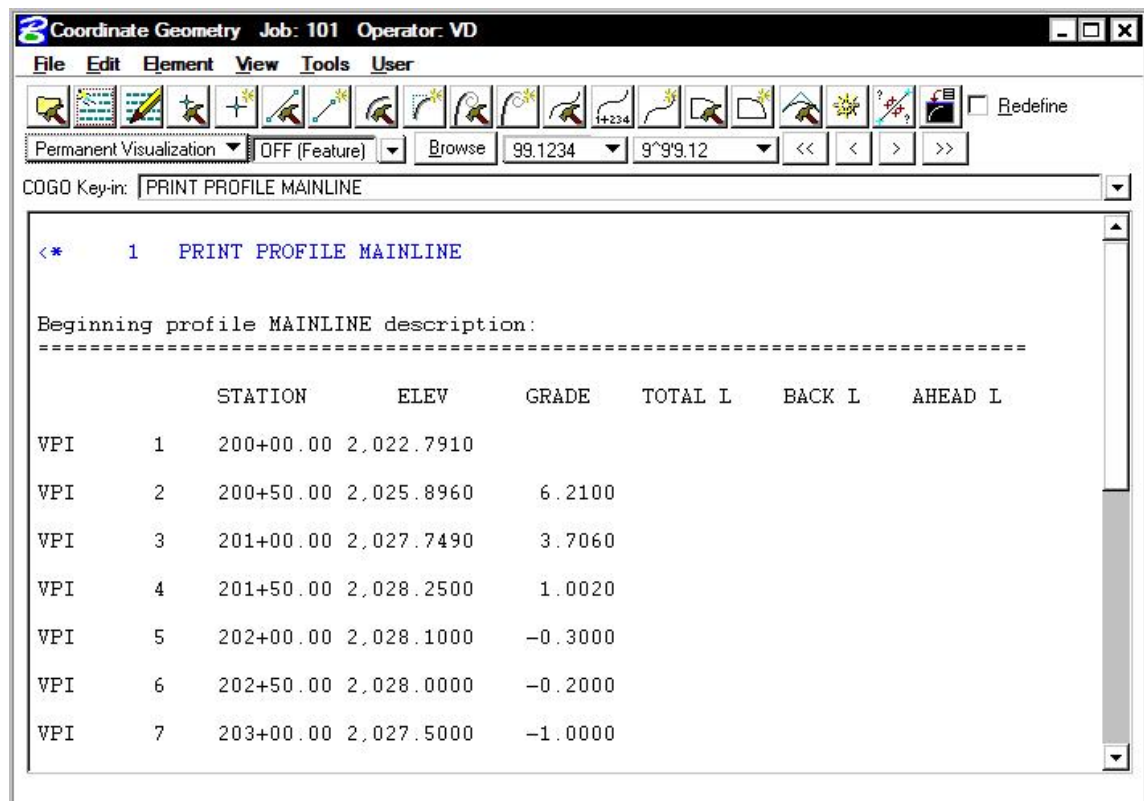 Coordinate Geometry Job: 101 Operator: VD
File Edit Element View Tools User
1+234 Redefine
Permanent Visualization OFF (Feature) Browse 99.1234 9^9'9.12 << < > >>
COGO Key-in: PRINT PROFILE MAINLINE
<* 1 PRINT PROFILE MAINLINE
Beginning profile MAINLINE description:
=============================================================================
STATION ELEV GRADE TOTAL L BACK L AHEAD L
VPI 1 200+00.00 2,022.7910
VPI 2 200+50.00 2,025.8960 6.2100
VPI 3 201+00.00 2,027.7490 3.7060
VPI 4 201+50.00 2,028.2500 1.0020
VPI 5 202+00.00 2,028.1000 -0.3000
VPI 6 202+50.00 2,028.0000 -0.2000
VPI 7 203+00.00 2,027.5000 -1.0000